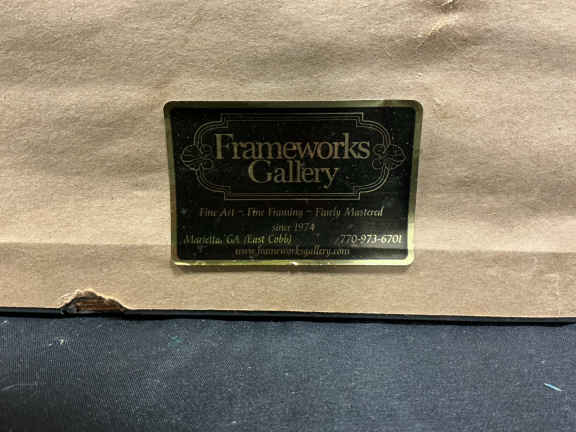 Frameworks
Gallery
Fine Art ~ Fine Framing ~ Finely Mastered
since 1974
Marietta, GA (East Cobb) 770-973-6701
www.frameworksgallery.com